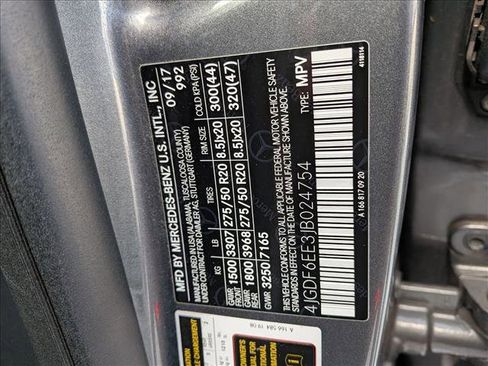 MFD BY MERCEDES-BENZ U.S. INTL., INC
MANUFACTURED IN USA (ALABAMA, TUSCALOOSA COUNTY)
UNDER CONTRACT OF DAIMLER AG, STUTTGART (GERMANY)
09/17
992
KG LB TIRES RIM SIZE COLD KPA (PSI)
GAWR FRONT 1500 3307 275/50 R20 8.5Jx20 300(44)
GAWR REAR 1800 3968 275/50 R20 8.5Jx20 320(47)
GVWR 3250 7165
THIS VEHICLE CONFORMS TO ALL APPLICABLE FEDERAL MOTOR VEHICLE SAFETY
STANDARDS IN EFFECT ON THE DATE OF MANUFACTURE SHOWN ABOVE.
TYPE: MPV
4JGDF6EE3JB024754
A 166 817 09 20
4118114
A 166 584 19 08